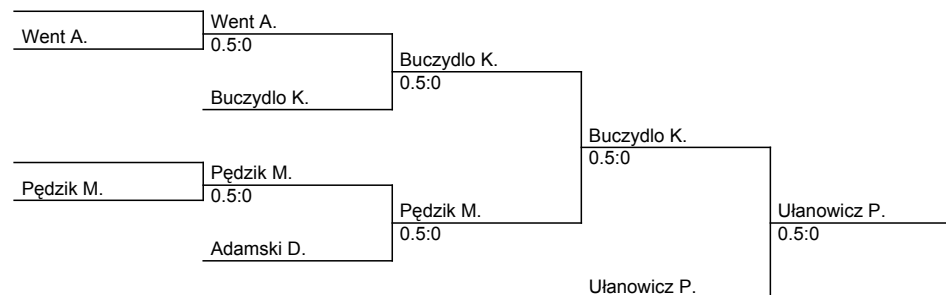 Went A.
Went A.
0.5:0
Buczydlo K.
Buczydlo K.
0.5:0
Pędzik M.
Pędzik M.
0.5:0
Adamski D.
Pędzik M.
0.5:0
Buczydlo K.
0.5:0
Ułanowicz P.
Ułanowicz P.
0.5:0